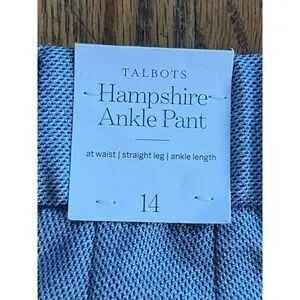 TALBOTS
Hampshire
Ankle Pant
at waist | straight leg | ankle length
14